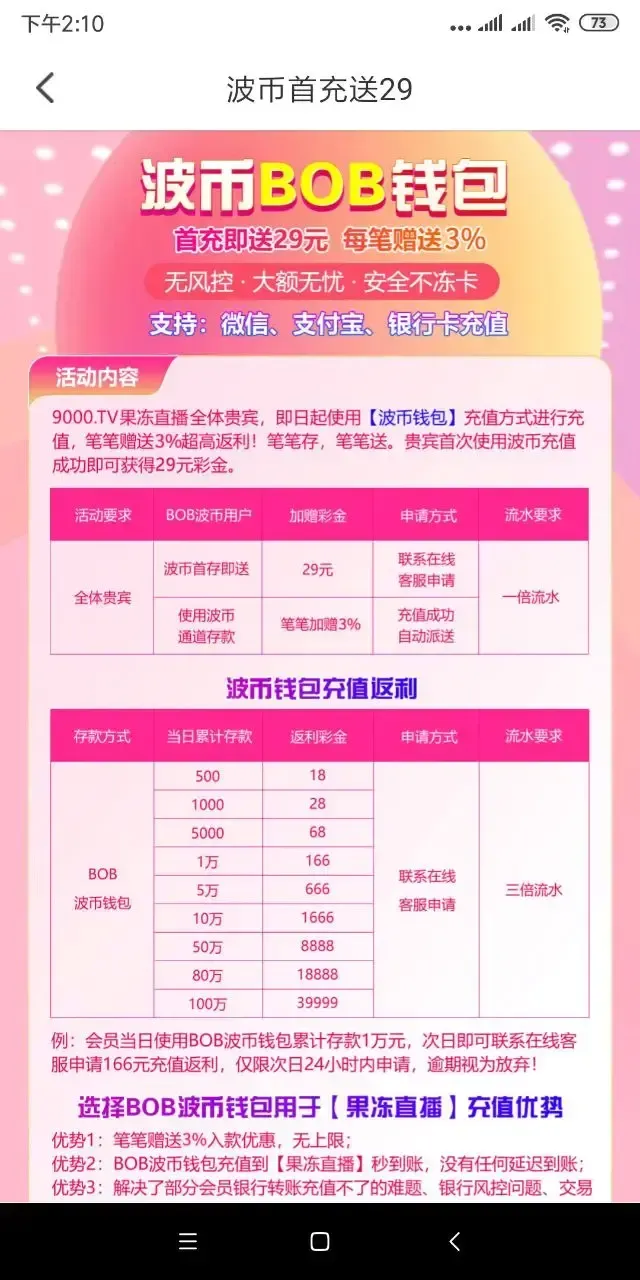 下午2:10
73
波币首充送29
波币BOB钱包
首充即送29元 每笔赠送3%
无风控·大额无忧·安全不冻卡
支持：微信、支付宝、银行卡充值
活动内容
9000.TV果冻直播全体贵宾，即日起使用【波币钱包】充值方式进行充
值，笔笔赠送3%超高返利！笔笔存，笔笔送。贵宾首次使用波币充值
成功即可获得29元彩金。
活动要求 BOB波币用户 加赠彩金 申请方式 流水要求
全体贵宾
波币首存即送 29元
联系在线
客服申请
一倍流水
使用波币
通道存款
笔笔加赠3%
充值成功
自动派送
波币钱包充值返利
存款方式 当日累计存款 返利彩金 申请方式 流水要求
BOB
波币钱包
500 18
1000 28
5000 68
1万 166
5万 666
10万 1666
50万 8888
80万 18888
100万 39999
联系在线
客服申请
三倍流水
例：会员当日使用BOB波币钱包累计存款1万元，次日即可联系在线客
服申请166元充值返利，仅限次日24小时内申请，逾期视为放弃！
选择BOB波币钱包用于【果冻直播】充值优势
优势1：笔笔赠送3%入款优惠，无上限；
优势2：BOB波币钱包充值到【果冻直播】秒到账，没有任何延迟到账；
优势3：解决了部分会员银行转账充值不了的难题、银行风控问题、交易